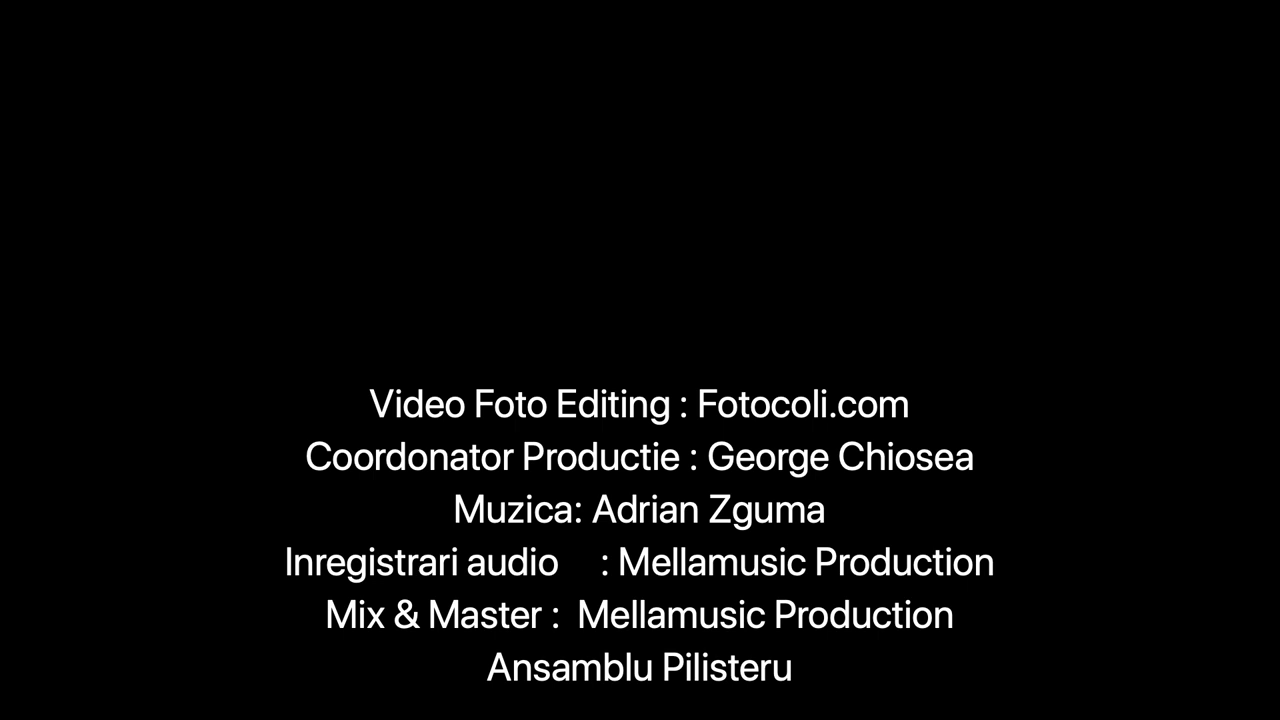 Video Foto Editing : Fotocoli.com
Coordonator Productie : George Chiosea
Muzica: Adrian Zguma
Inregistrari audio    : Mellamusic Production
Mix & Master :  Mellamusic Production
Ansamblu Pilisteru